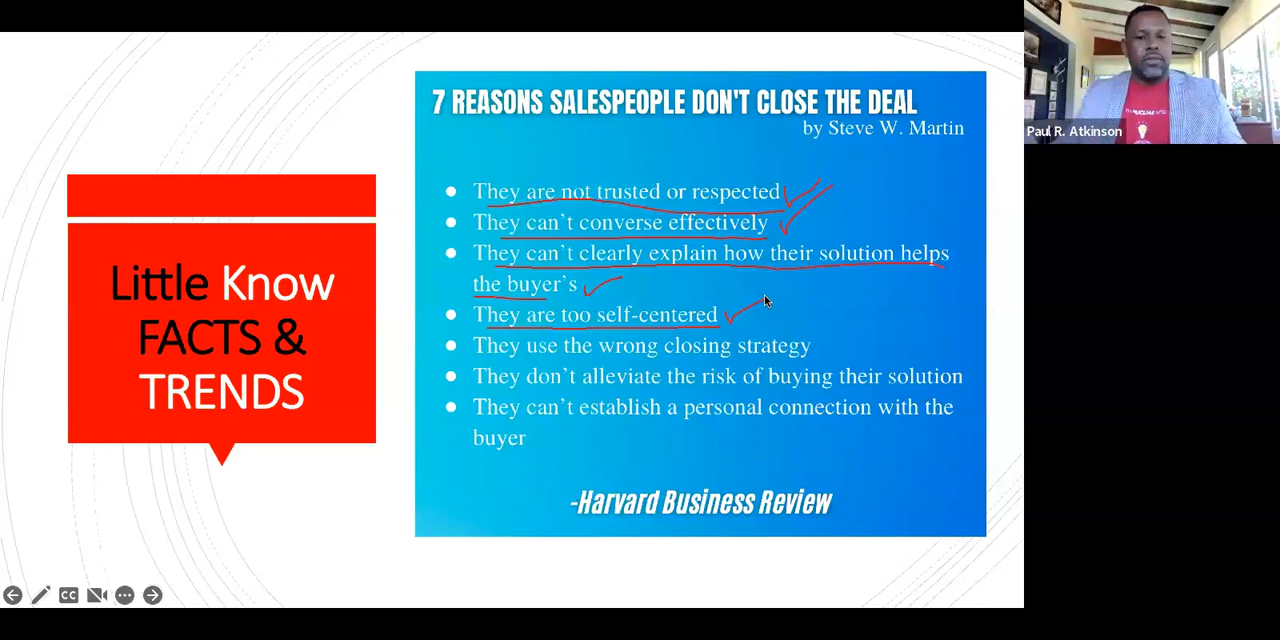 Little Know
FACTS &
TRENDS
7 REASONS SALESPEOPLE DON'T CLOSE THE DEAL
by Steve W. Martin
• They are not trusted or respected
• They can't converse effectively
• They can't clearly explain how their solution helps
the buyer's
• They are too self-centered
• They use the wrong closing strategy
• They don't alleviate the risk of buying their solution
• They can't establish a personal connection with the
buyer
-Harvard Business Review
CC
Paul R. Atkinson